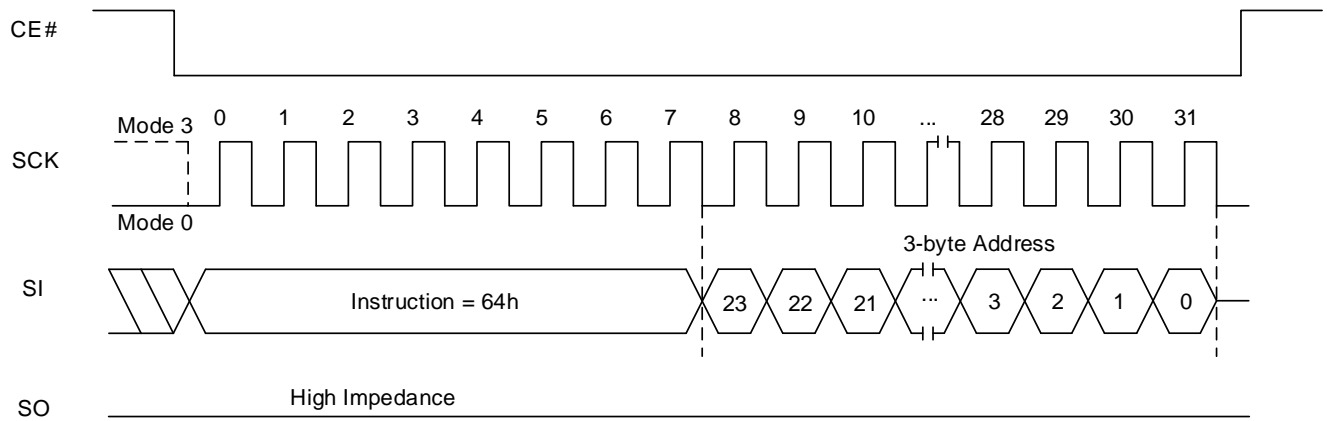 CE#
Mode 3 0 1 2 3 4 5 6 7 8 9 10 ... 28 29 30 31
SCK
Mode 0
3-byte Address
SI Instruction = 64h 23 22 21 ... 3 2 1 0
High Impedance
SO